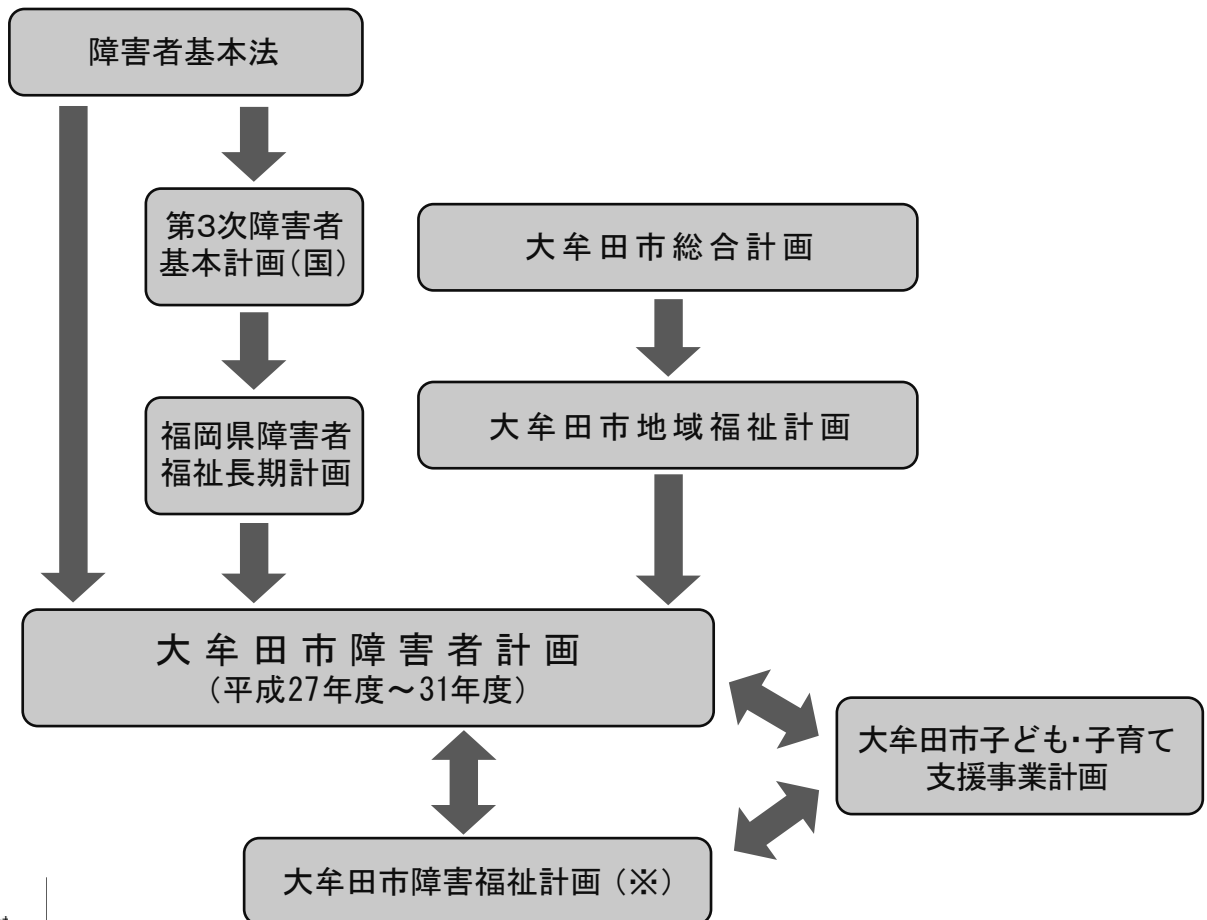 障害者基本法
第3次障害者
基本計画(国)
大牟田市総合計画
福岡県障害者
福祉長期計画
大牟田市地域福祉計画
大牟田市障害者計画
(平成27年度～31年度)
大牟田市子ども・子育て
支援事業計画
大牟田市障害福祉計画(※)